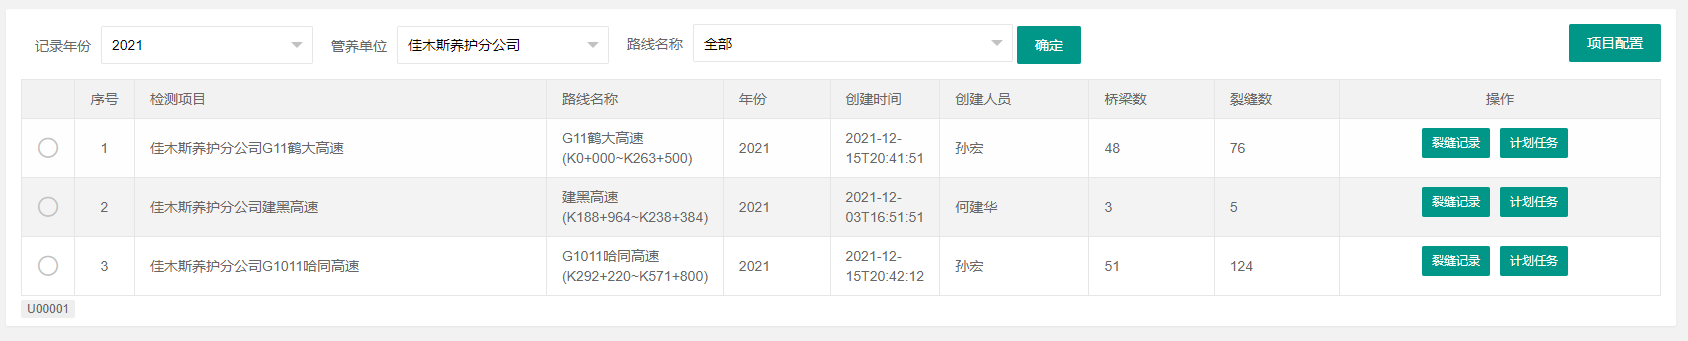 记录年份 2021 管养单位 佳木斯养护分公司 路线名称 全部 确定 项目配置
序号 检测项目 路线名称 年份 创建时间 创建人员 桥梁数 裂缝数 操作
1 佳木斯养护分公司G11鹤大高速 G11鹤大高速 2021 2021-12- 孙宏 48 76 裂缝记录 计划任务
(K0+000~K263+500) 15T20:41:51
2 佳木斯养护分公司建黑高速 建黑高速 2021 2021-12- 何建华 3 5 裂缝记录 计划任务
(K188+964~K238+384) 03T16:51:51
3 佳木斯养护分公司G1011哈同高速 G1011哈同高速 2021 2021-12- 孙宏 51 124 裂缝记录 计划任务
(K292+220~K571+800) 15T20:42:12
U00001